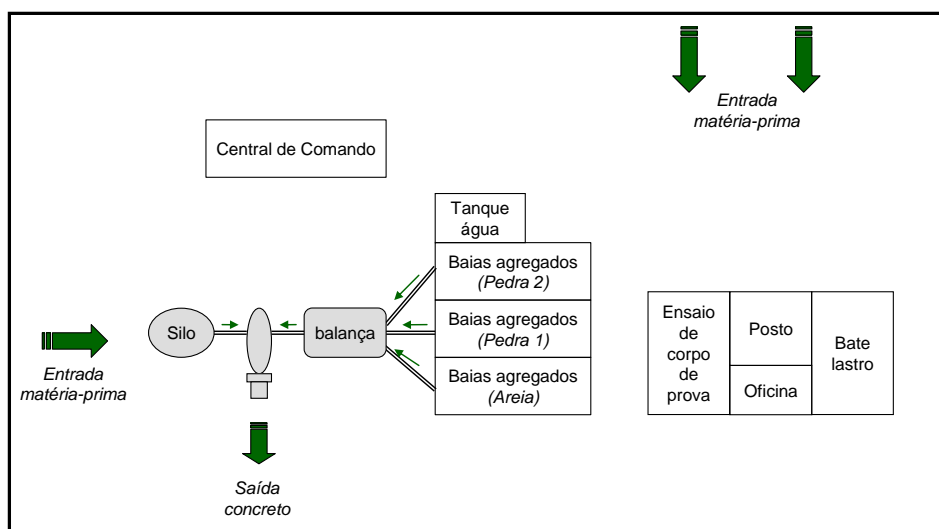 Entrada
matéria-prima
Central de Comando
Tanque
água
Baias agregados
(Pedra 2)
Baias agregados
(Pedra 1)
Baias agregados
(Areia)
Silo
balança
Entrada
matéria-prima
Saída
concreto
Ensaio
de
corpo
de
prova
Posto
Oficina
Bate
lastro